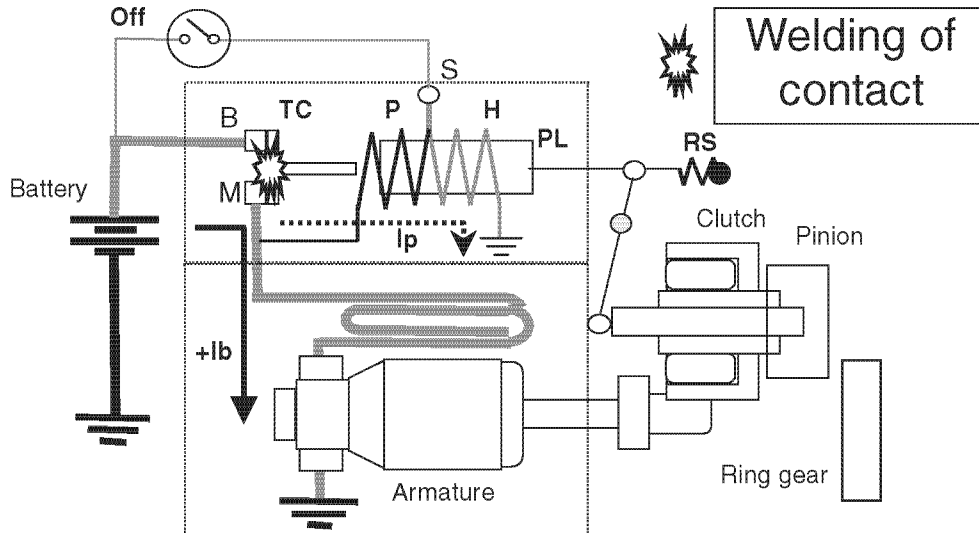 Off
Welding of
contact
S
B
TC
P
H
PL
RS
Battery
M
Ip
Clutch
Pinion
+Ib
Ring gear
Armature